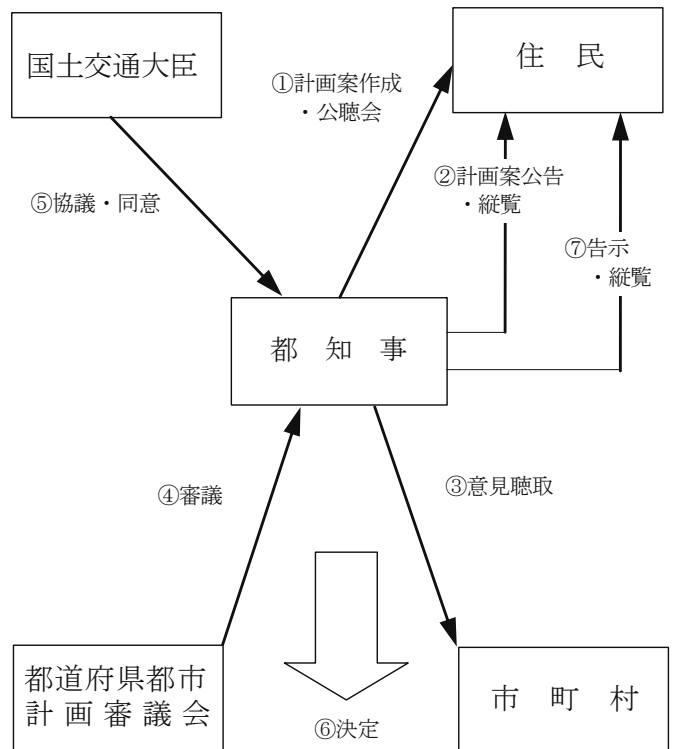 国土交通大臣
住 民
①計画案作成
・公聴会
②計画案公告
・縦覧
⑤協議・同意
⑦告示
・縦覧
都 知 事
④審議
③意見聴取
都道府県都市
計画審議会
市 町 村
⑥決定